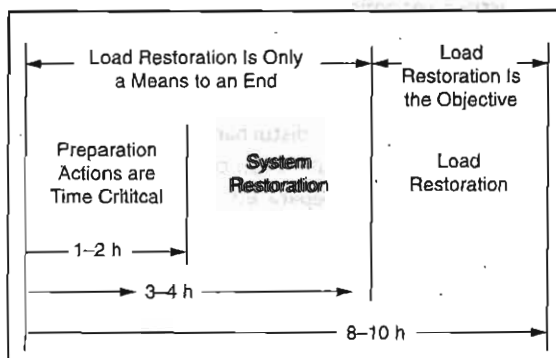 Load Restoration Is Only
a Means to an End
Load
Restoration Is
the Objective
Preparation
Actions are
Time Crititcal
System
Restoration
Load
Restoration
1–2 h
3–4 h
8–10 h